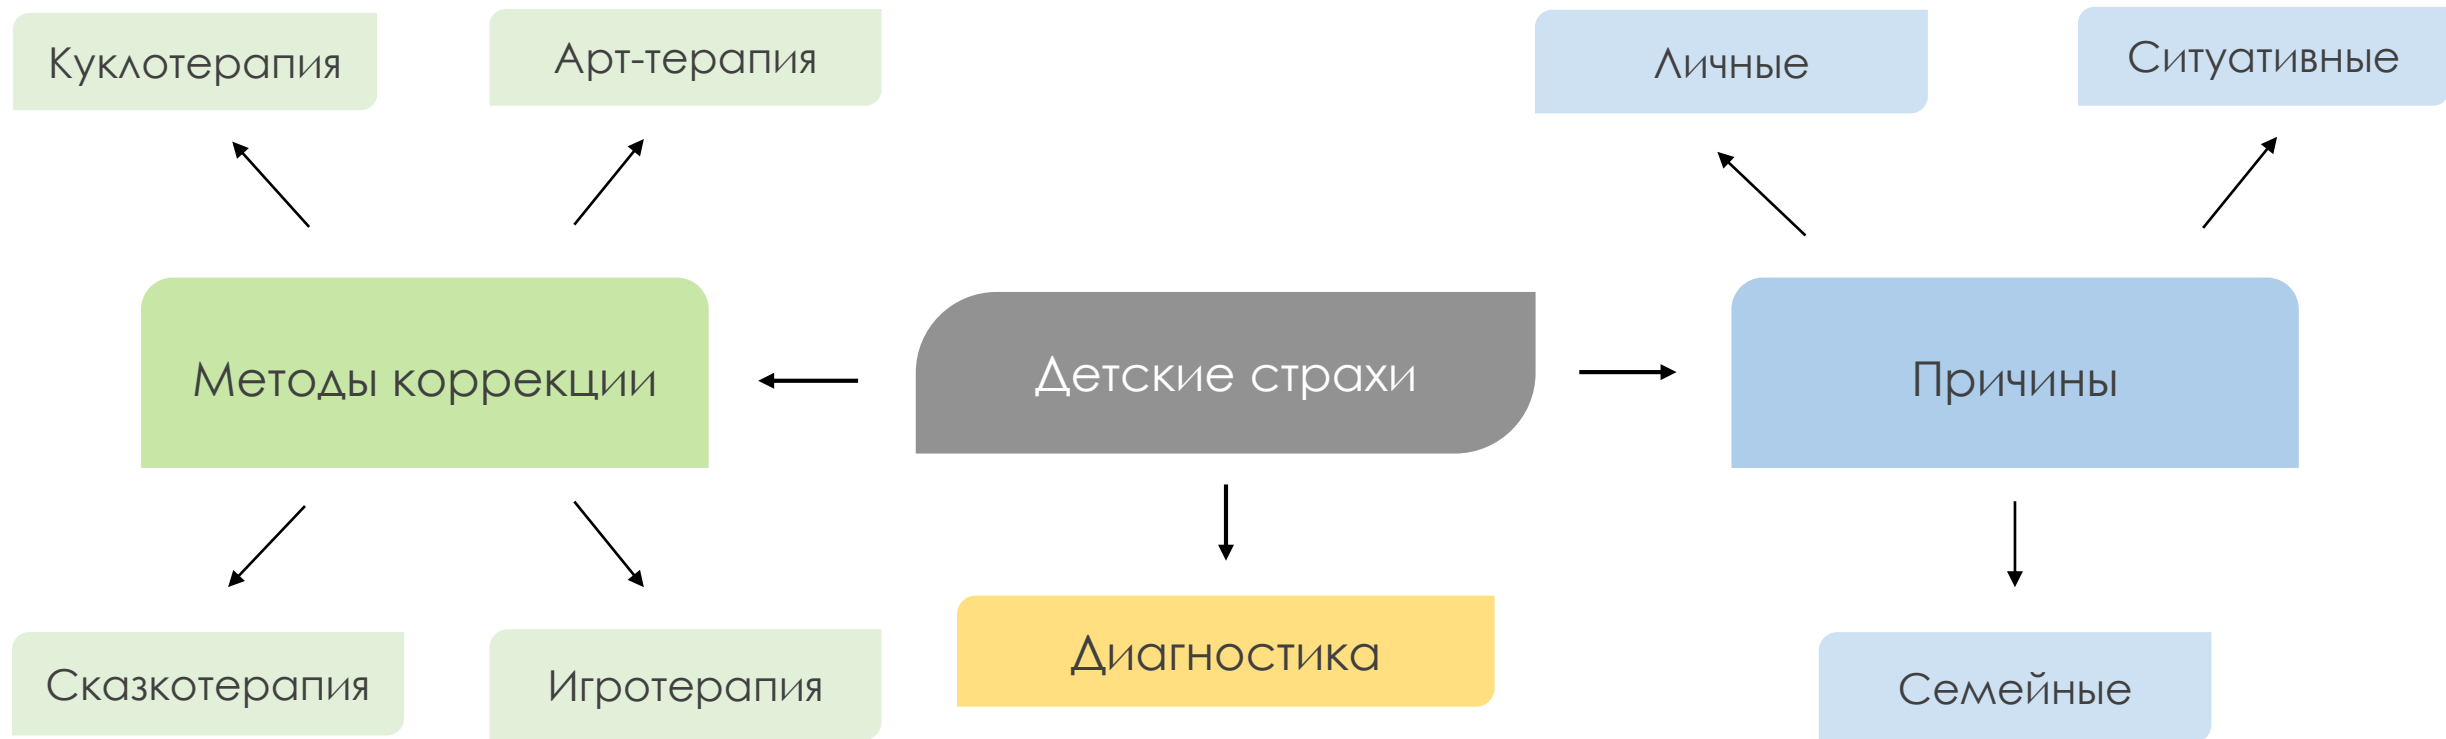 Куклотерапия
Арт-терапия
Личные
Ситуативные
Методы коррекции
Детские страхи
Причины
Диагностика
Сказкотерапия
Игротерапия
Семейные